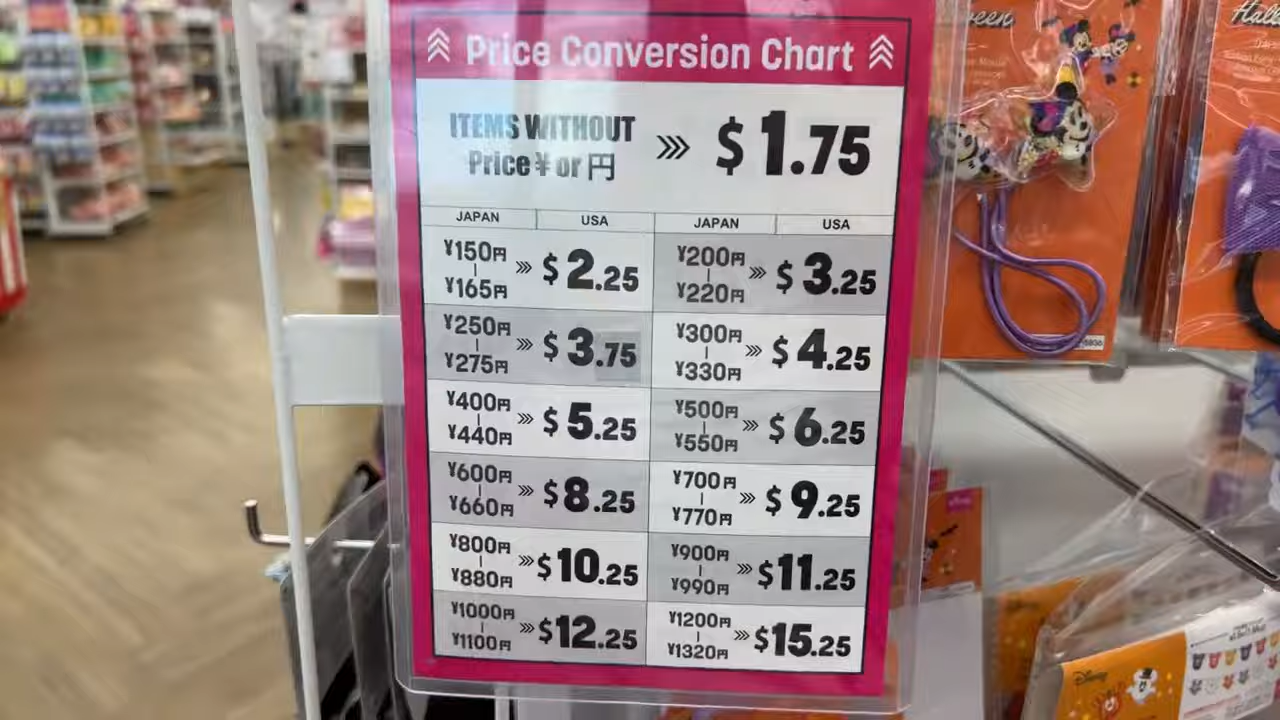 Price Conversion Chart
ITEMS WITHOUT
Price ¥ or 円
$1.75
JAPAN USA JAPAN USA
¥150円
¥165円
$2.25
¥200円
¥220円
$3.25
¥250円
¥275円
$3.75
¥300円
¥330円
$4.25
¥400円
¥440円
$5.25
¥500円
¥550円
$6.25
¥600円
¥660円
$8.25
¥700円
¥770円
$9.25
¥800円
¥880円
$10.25
¥900円
¥990円
$11.25
¥1000円
¥1100円
$12.25
¥1200円
¥1320円
$15.25
Disney